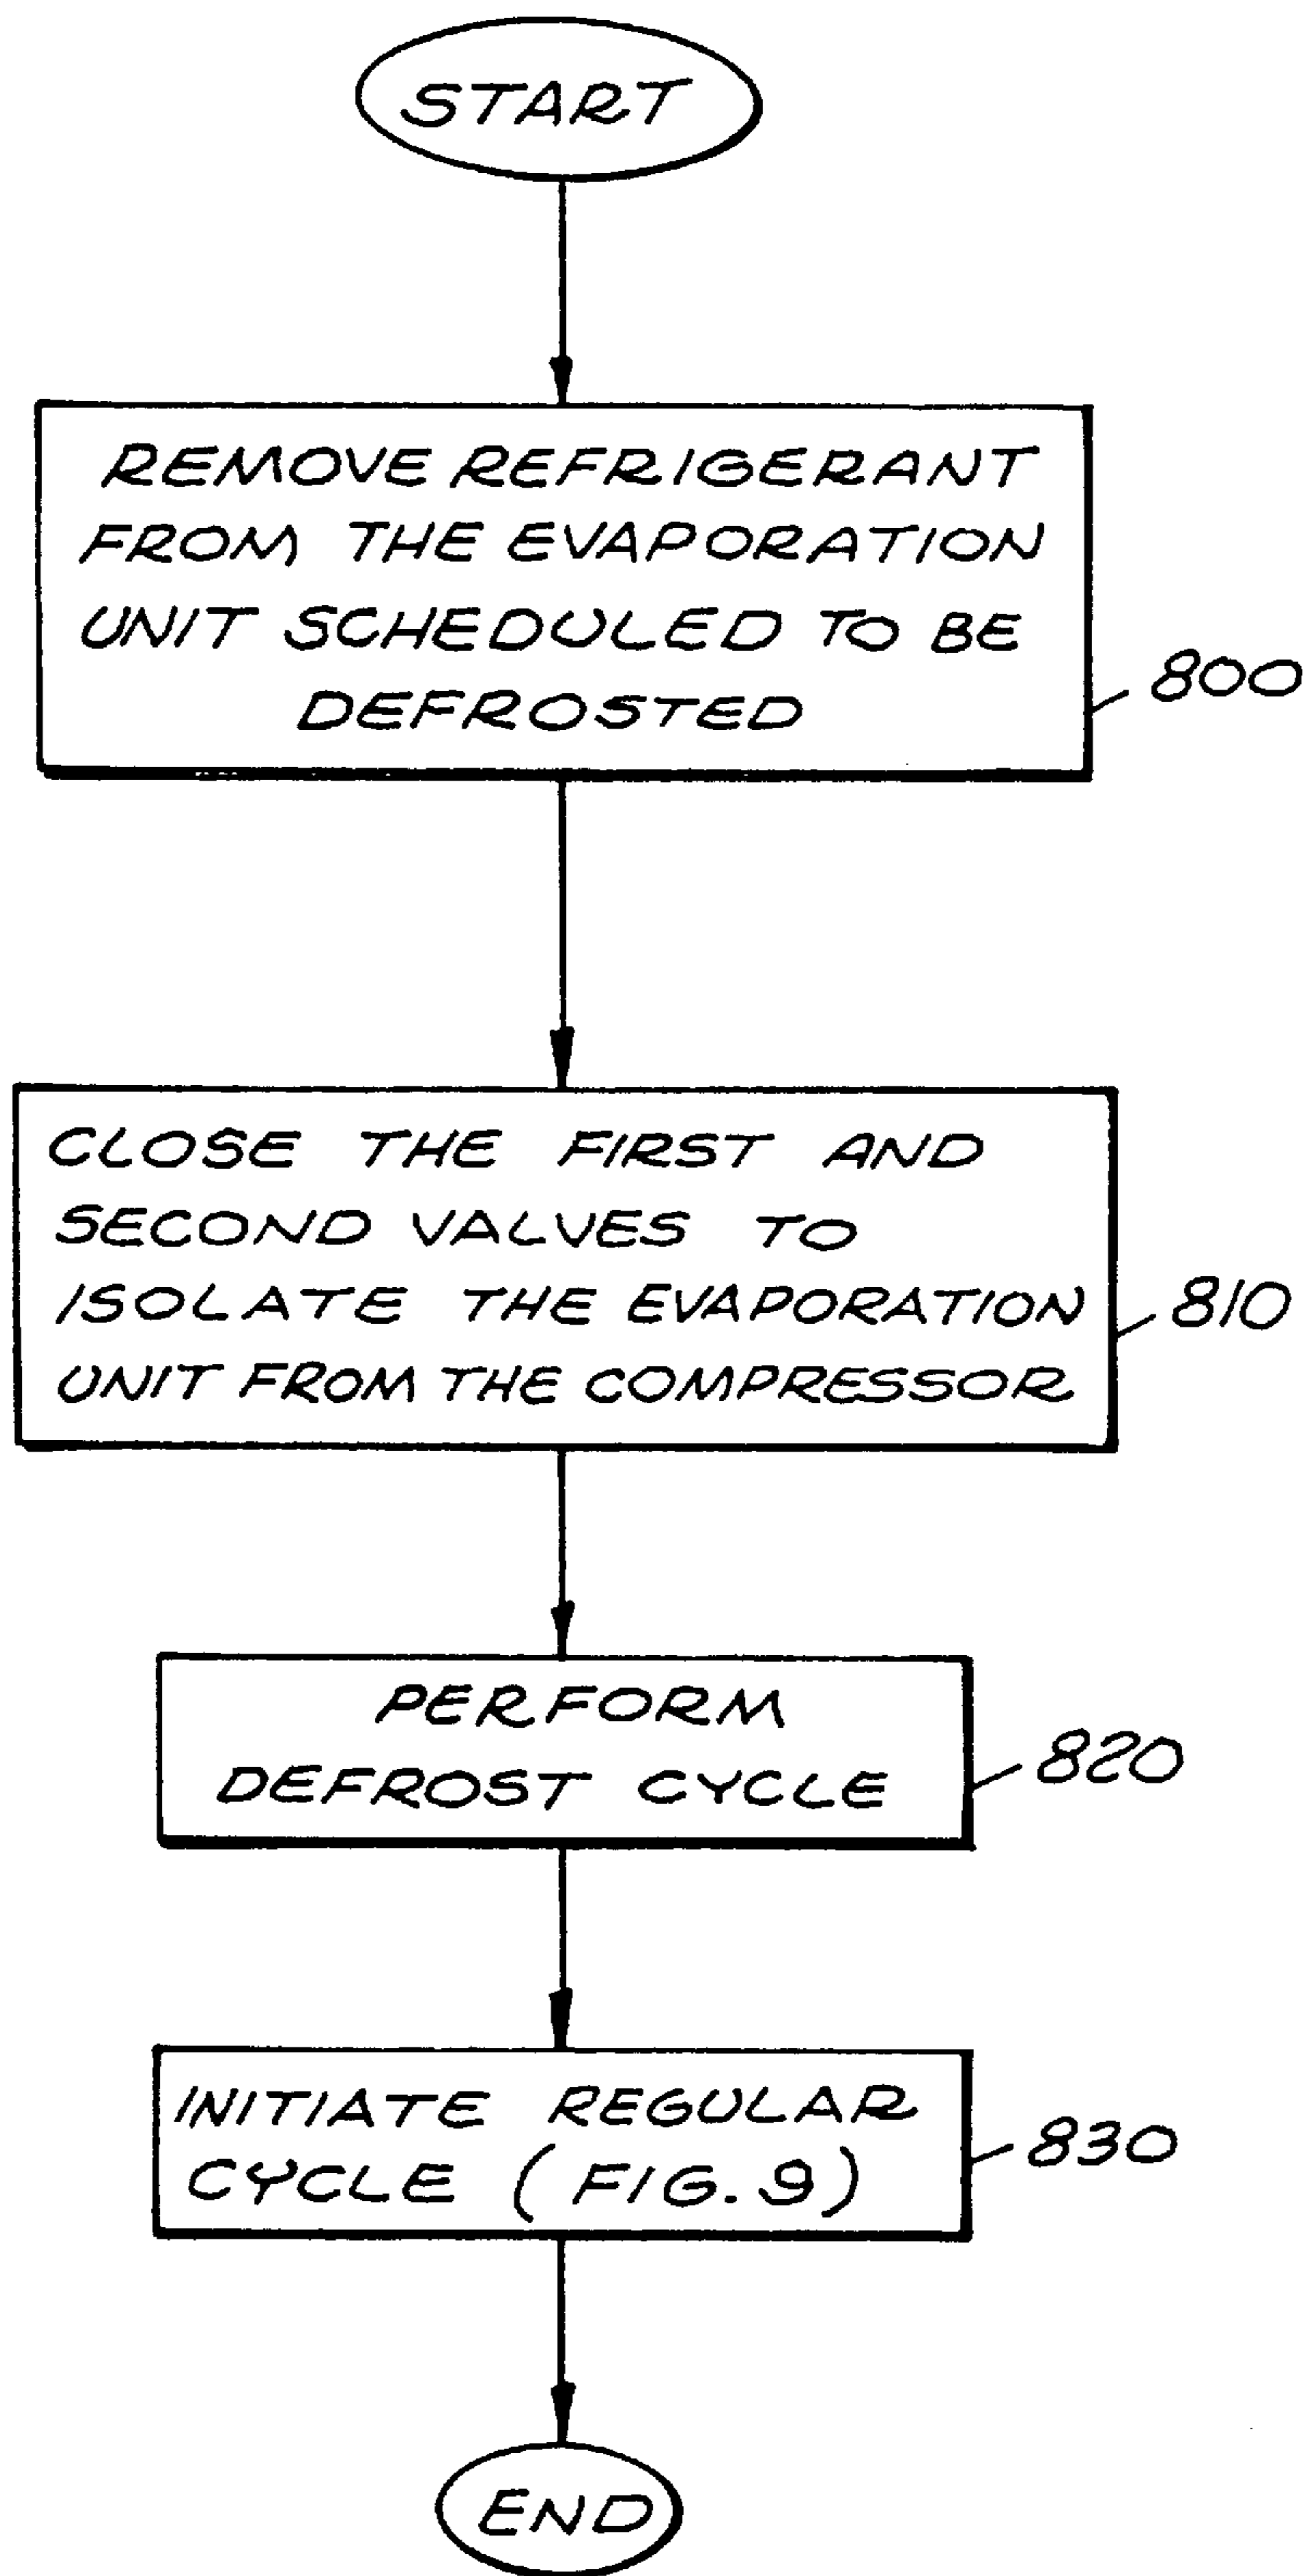 START
REMOVE REFRIGERANT
FROM THE EVAPORATION
UNIT SCHEDULED TO BE
DEFROSTED
800
CLOSE THE FIRST AND
SECOND VALVES TO
ISOLATE THE EVAPORATION
UNIT FROM THE COMPRESSOR
810
PERFORM
DEFROST CYCLE
820
INITIATE REGULAR
CYCLE (FIG. 9)
830
END